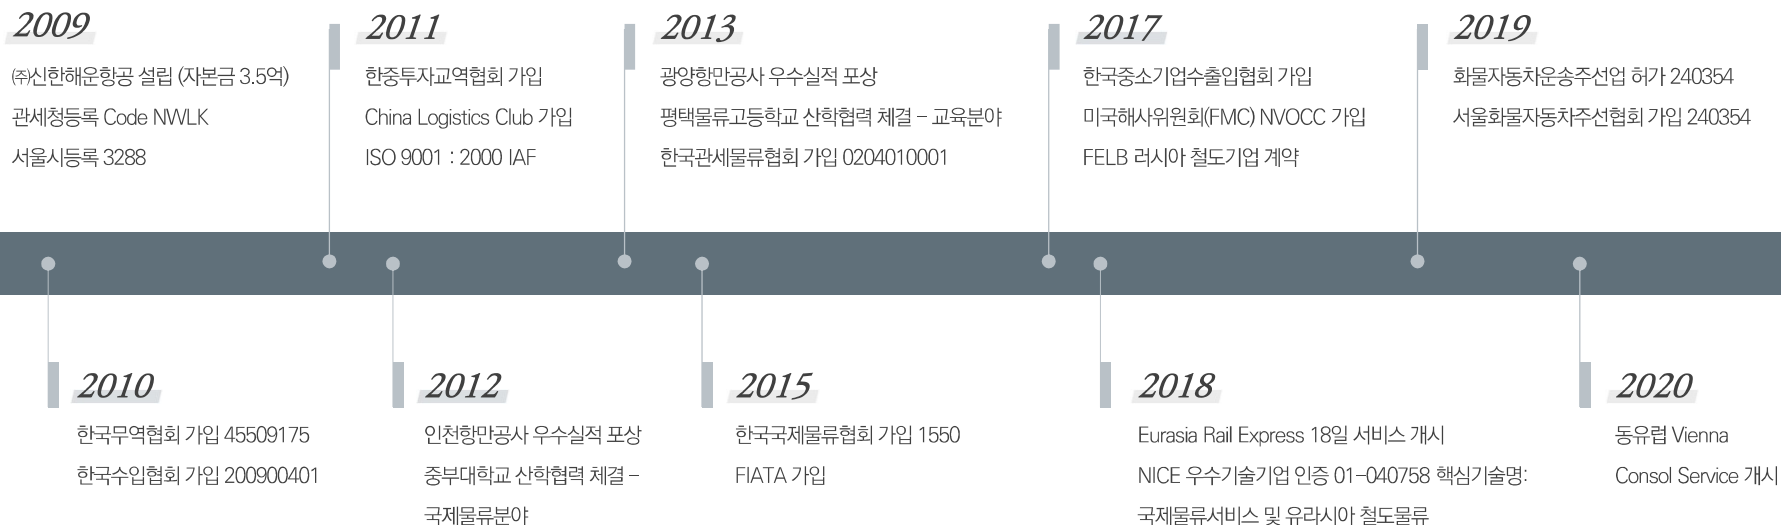 2009
㈜신한해운항공 설립 (자본금 3.5억)
관세청등록 Code NWLK
서울시등록 3288
2011
한중투자교역협회 가입
China Logistics Club 가입
ISO 9001 : 2000 IAF
2013
광양항만공사 우수실적 포상
평택물류고등학교 산학협력 체결 – 교육분야
한국관세물류협회 가입 0204010001
2017
한국중소기업수출입협회 가입
미국해사위원회(FMC) NVOCC 가입
FELB 러시아 철도기업 계약
2019
화물자동차운송주선업 허가 240354
서울화물자동차주선협회 가입 240354
2010
한국무역협회 가입 45509175
한국수입협회 가입 200900401
2012
인천항만공사 우수실적 포상
중부대학교 산학협력 체결 –
국제물류분야
2015
한국국제물류협회 가입 1550
FIATA 가입
2018
Eurasia Rail Express 18일 서비스 개시
NICE 우수기술기업 인증 01-040758 핵심기술명:
국제물류서비스 및 유라시아 철도물류
2020
동유럽 Vienna
Consol Service 개시